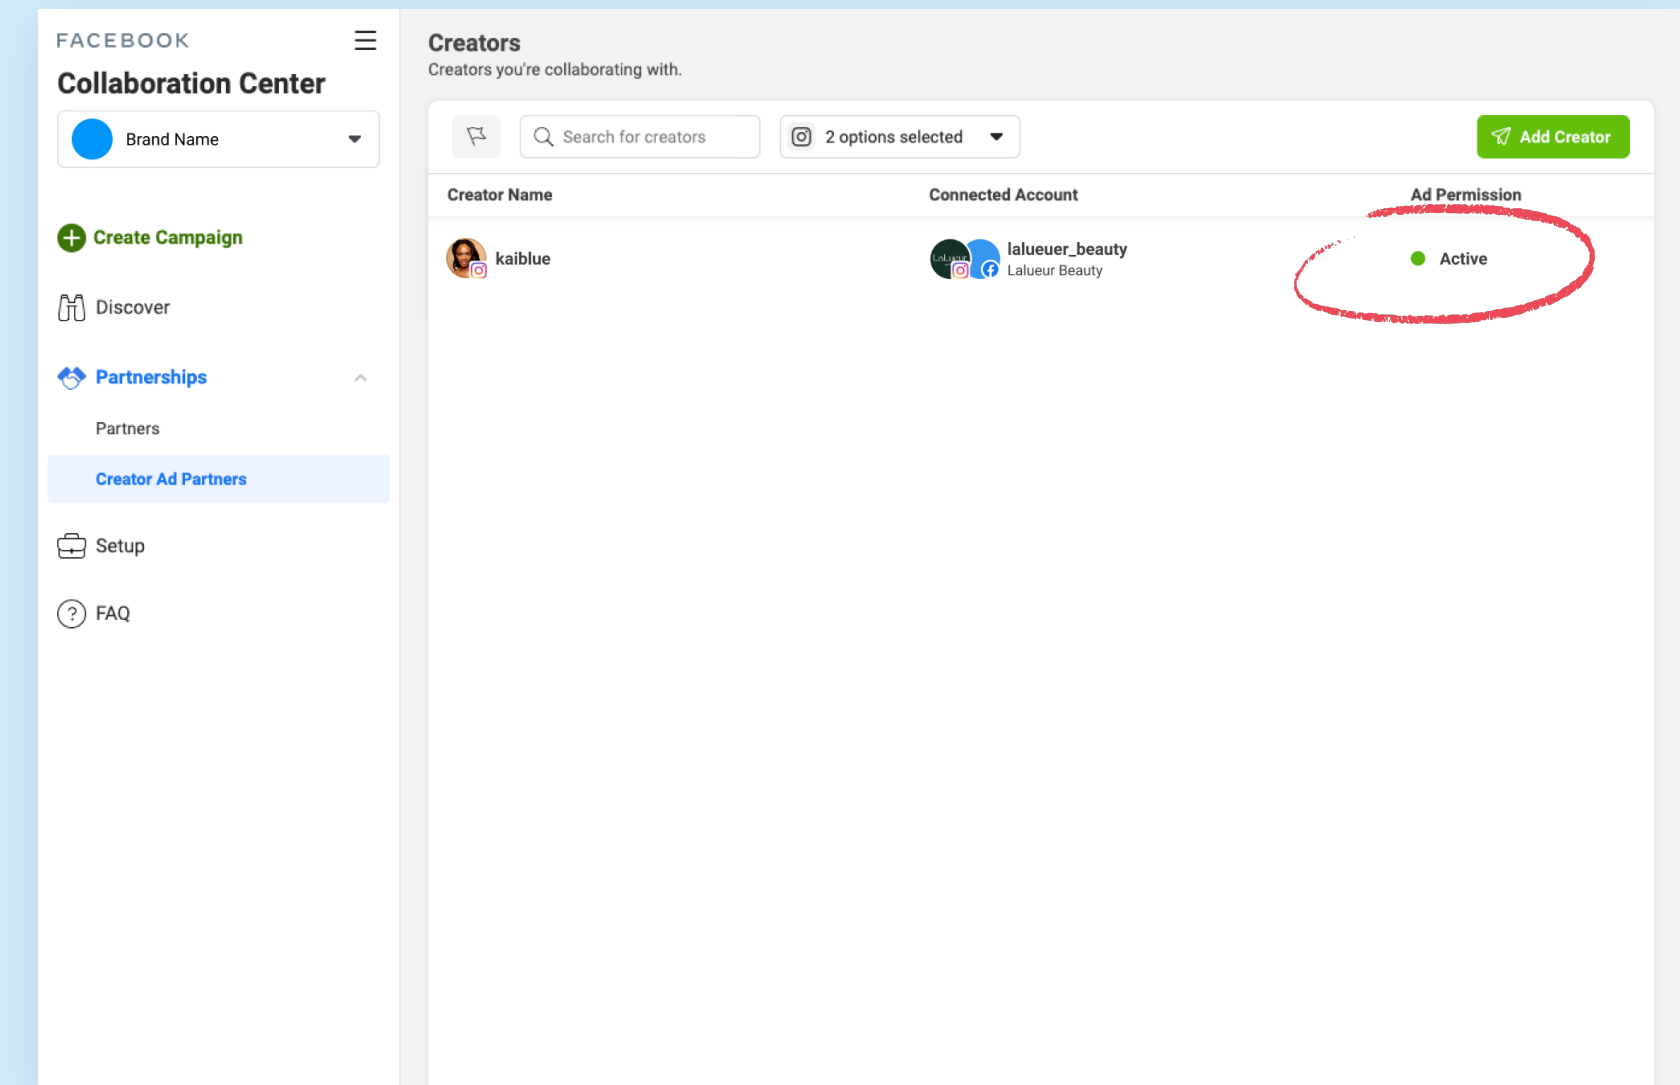 FACEBOOK
Collaboration Center
Brand Name
Create Campaign
Discover
Partnerships
Partners
Creator Ad Partners
Setup
FAQ
Creators
Creators you're collaborating with.
Search for creators
2 options selected
Add Creator
Creator Name Connected Account Ad Permission
kaiblue
LaLueur
lalueuer_beauty
Lalueur Beauty
Active